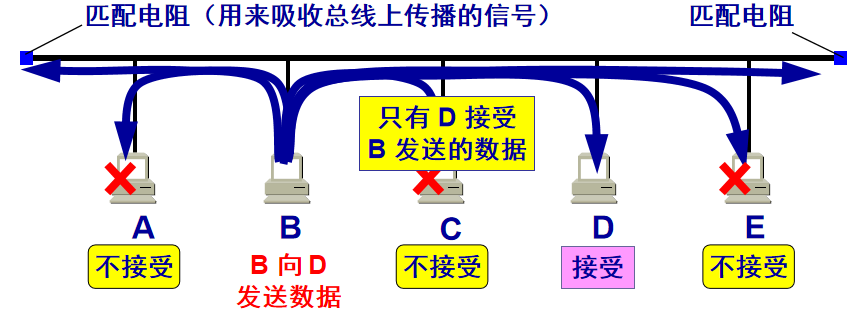 匹配电阻（用来吸收总线上传播的信号）
匹配电阻
只有 D 接受
B 发送的数据
A
B
C
D
E
不接受
B 向 D
发送数据
不接受
接受
不接受